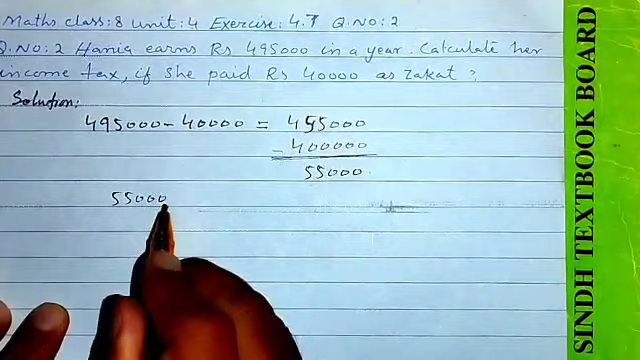 Maths class:8 Unit:4 Exercise:4.7 Q.NO:2
Q.NO:2 Hania earns Rs 495000 in a year. Calculate her
income tax, if she paid Rs 40000 as Zakat?
Solution:
495000-40000 = 455000
-400000
55000
55000
SINDH TEXTBOOK BOARD